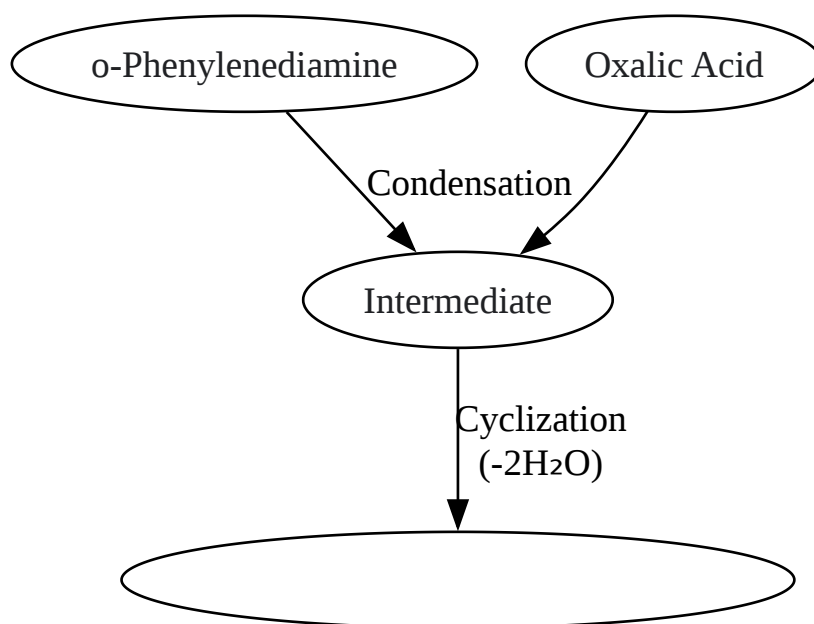 o-Phenylenediamine
Oxalic Acid
Condensation
Intermediate
Cyclization
(-2H₂O)